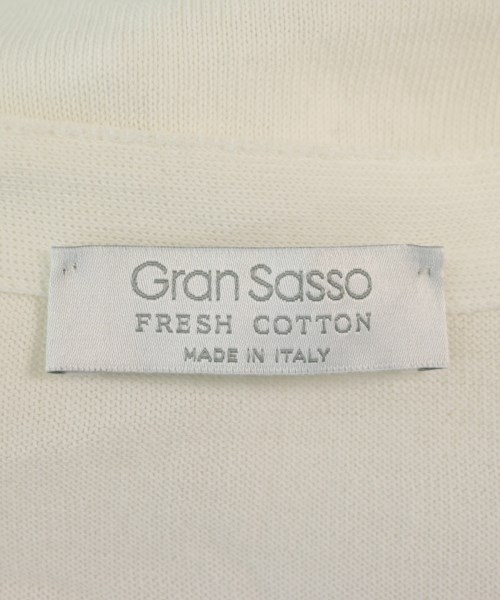 Gran Sasso
FRESH COTTON
MADE IN ITALY